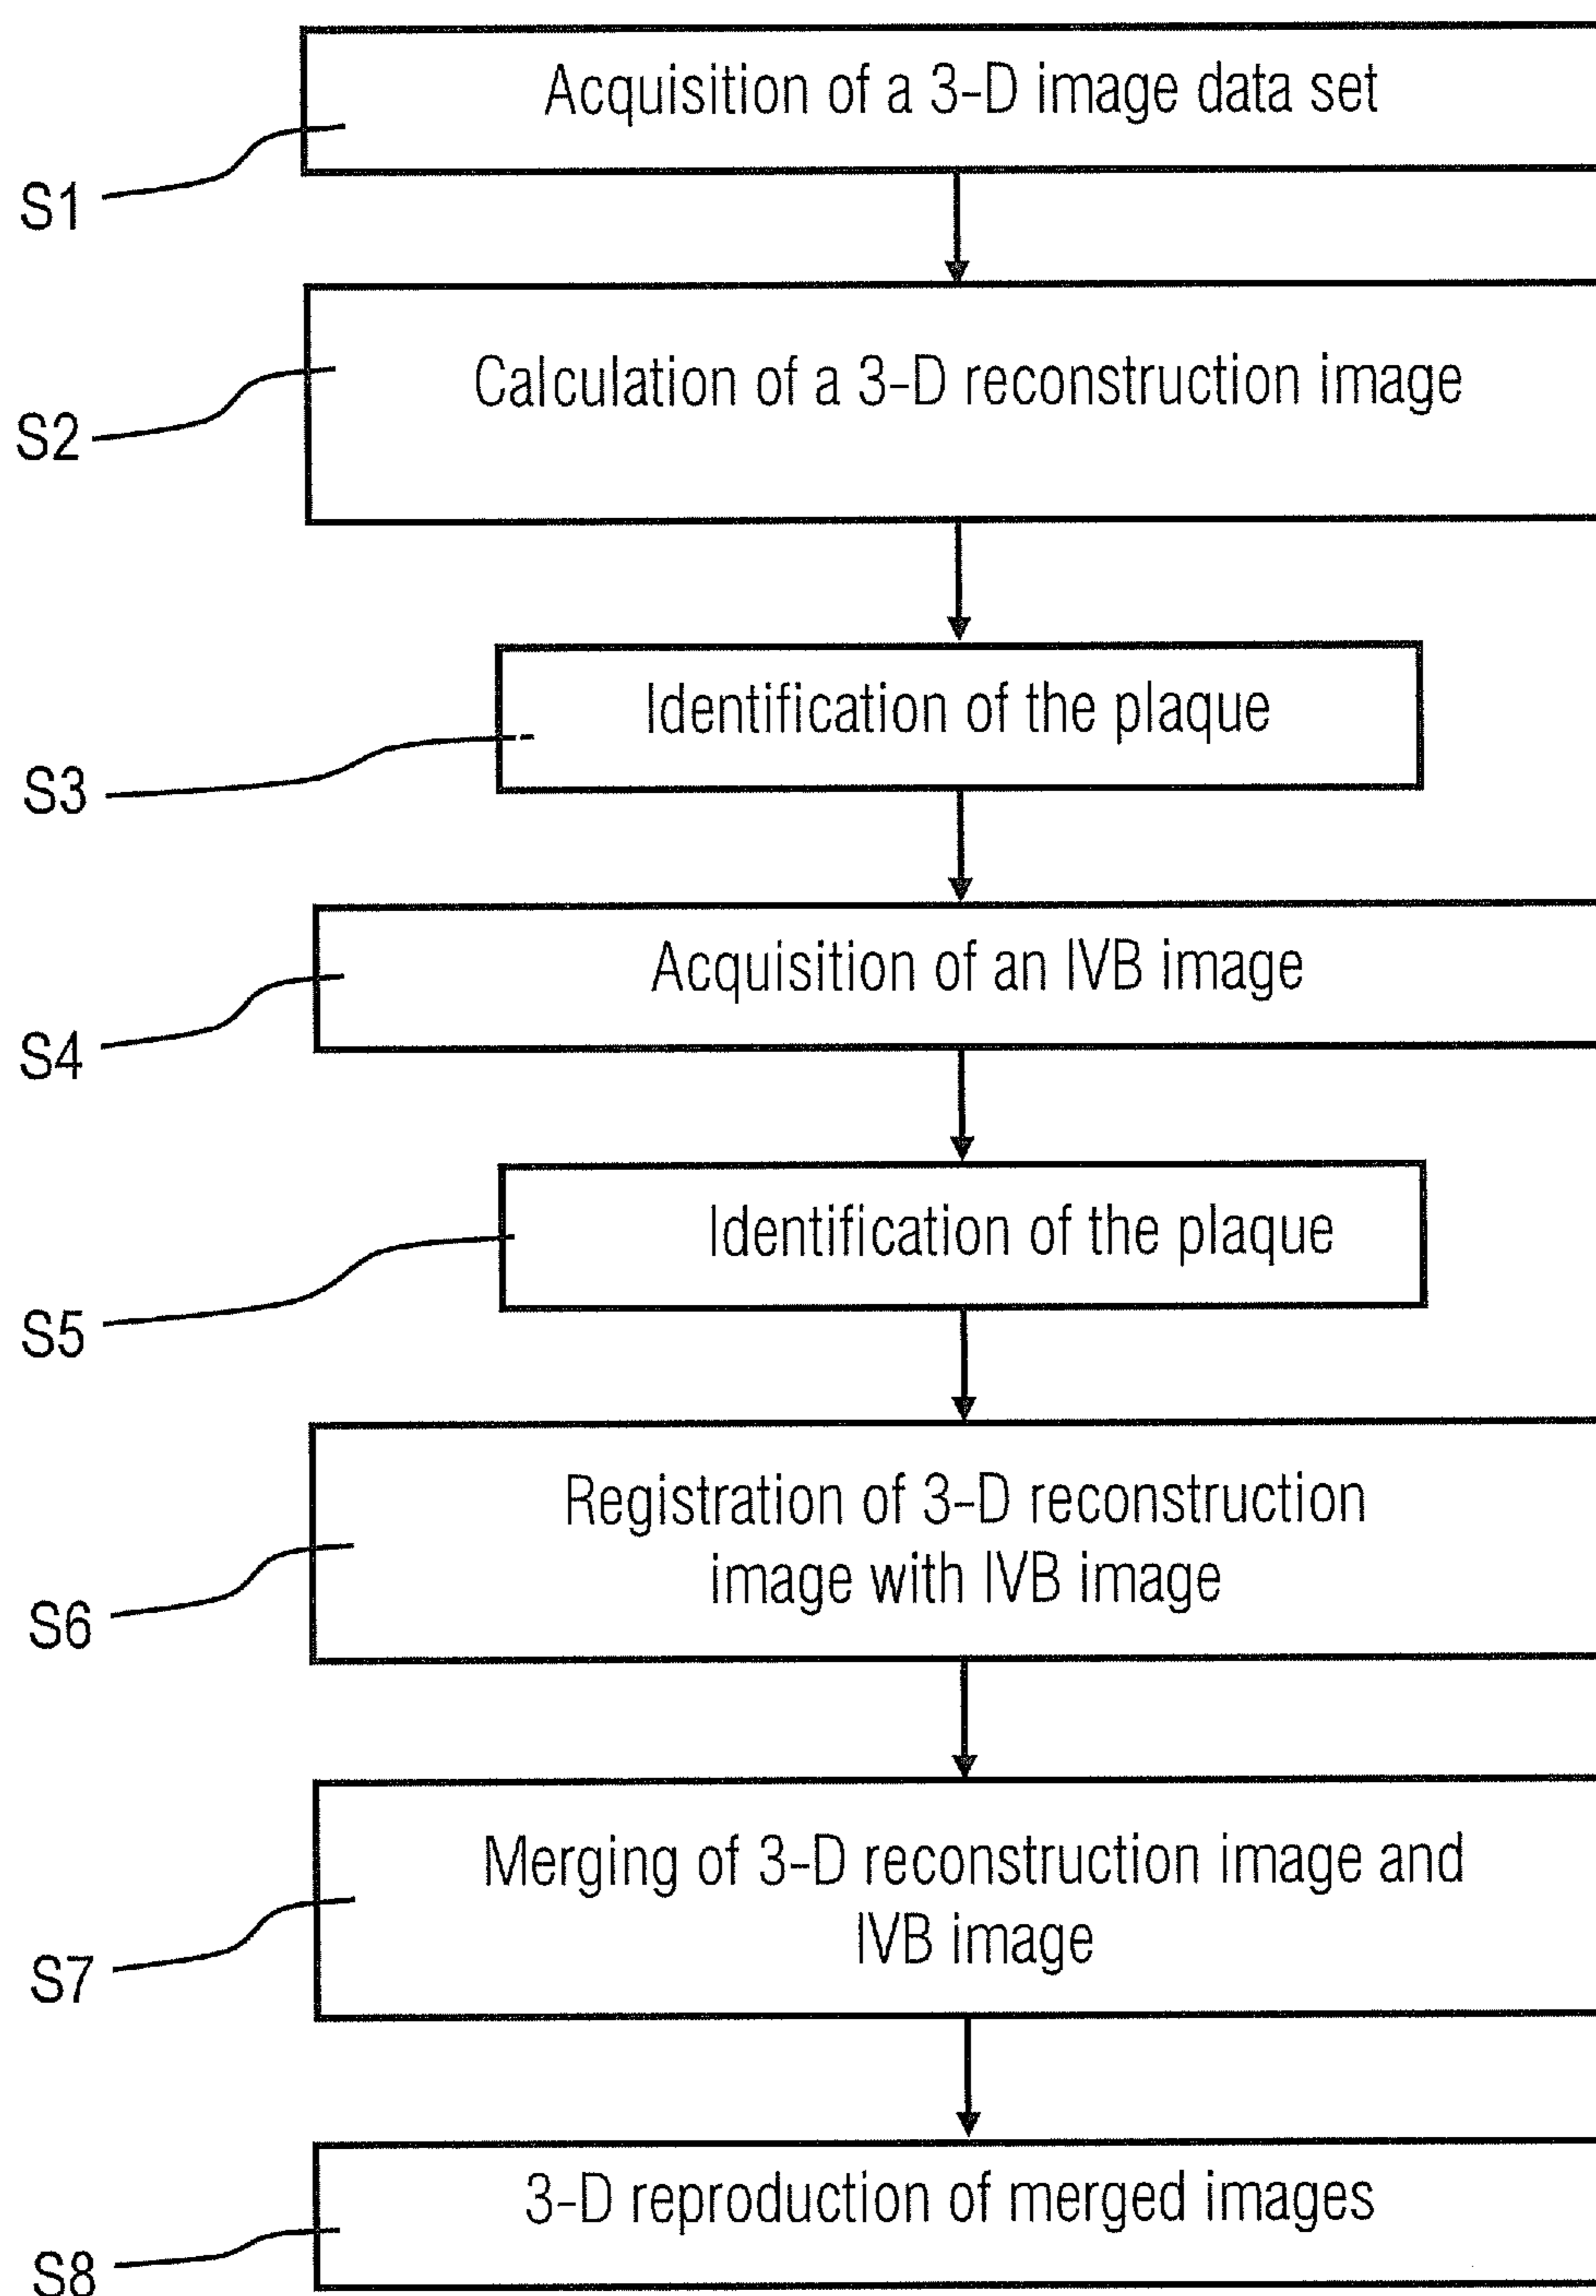 Acquisition of a 3-D image data set
S1
Calculation of a 3-D reconstruction image
S2
Identification of the plaque
S3
Acquisition of an IVB image
S4
Identification of the plaque
S5
Registration of 3-D reconstruction
image with IVB image
S6
Merging of 3-D reconstruction image and
IVB image
S7
3-D reproduction of merged images
S8